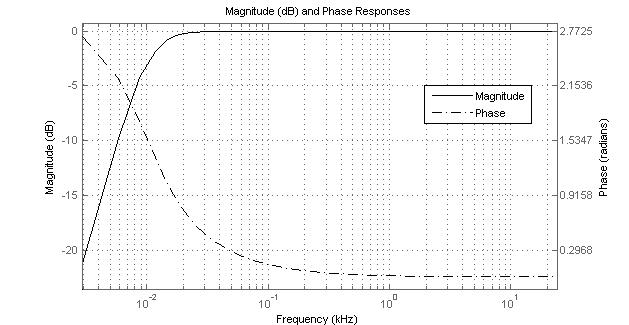 Magnitude (dB) and Phase Responses
0
-5
-10
-15
-20
Magnitude (dB)
2.7725
2.1536
1.5347
0.9158
0.2968
Phase (radians)
Magnitude
Phase
10^-2
10^-1
10^0
10^1
Frequency (kHz)